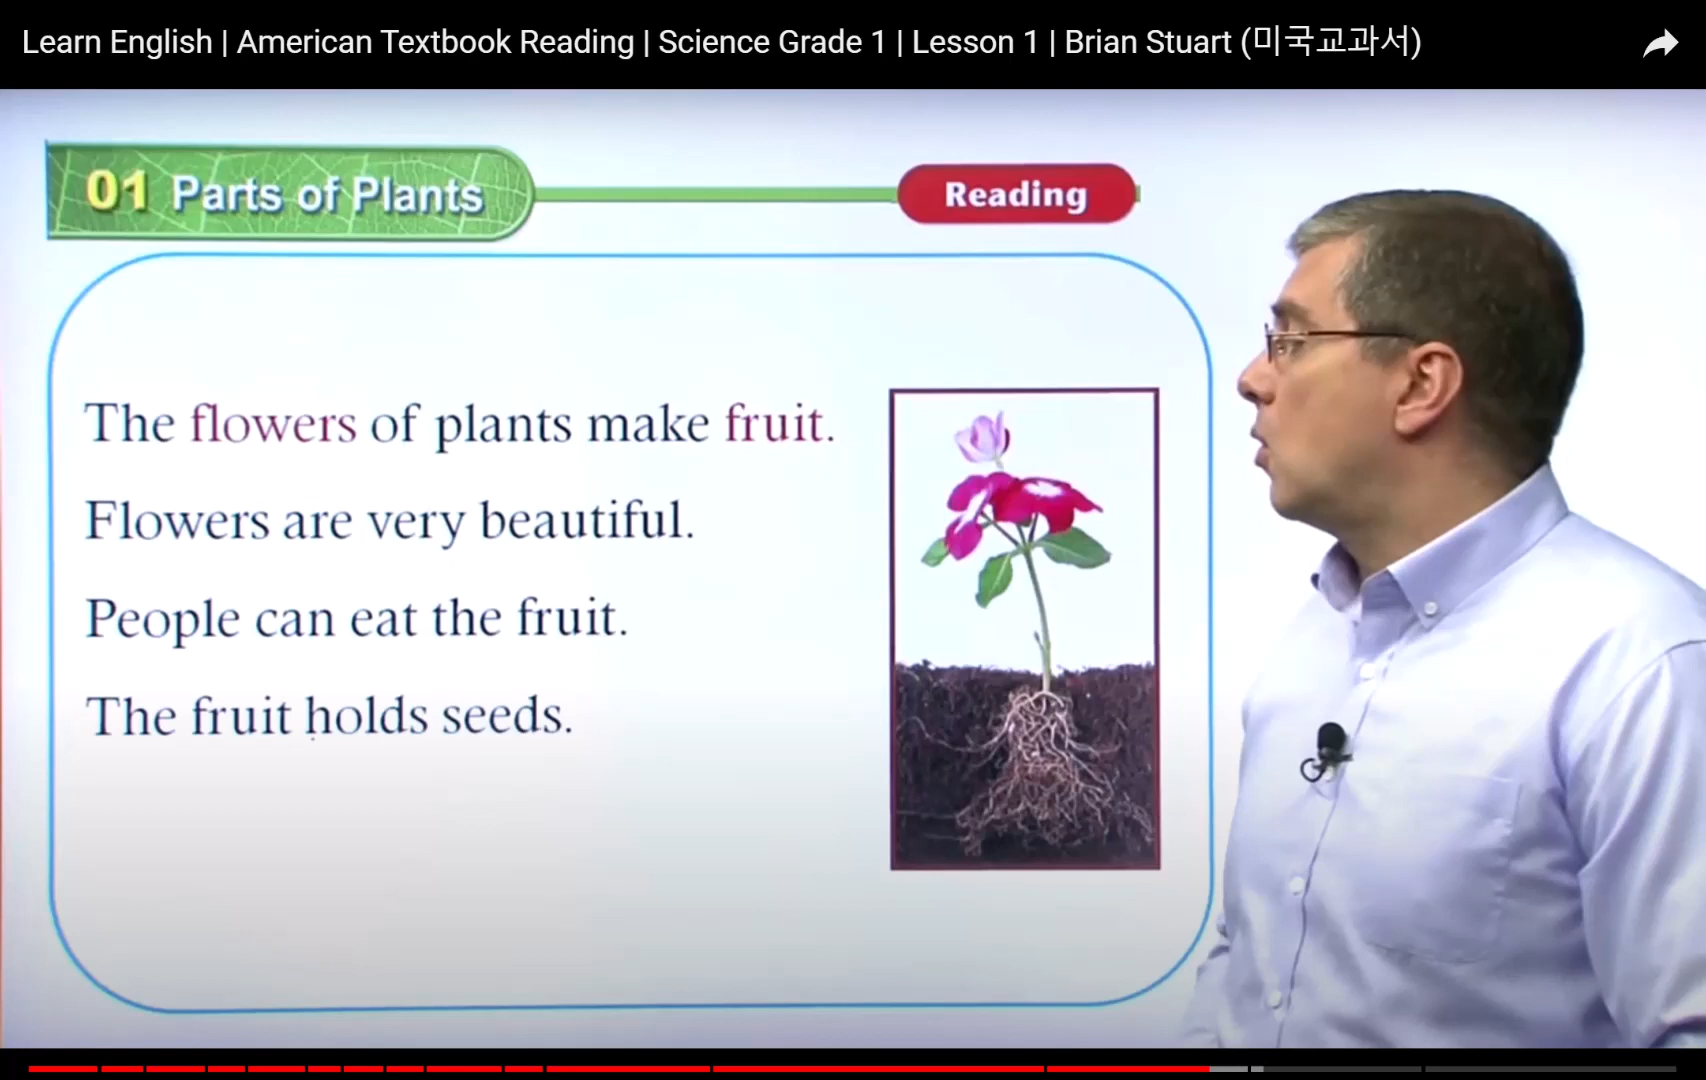 Learn English | American Textbook Reading | Science Grade 1 | Lesson 1 | Brian Stuart (미국교과서)
01 Parts of Plants
Reading
The flowers of plants make fruit.
Flowers are very beautiful.
People can eat the fruit.
The fruit holds seeds.